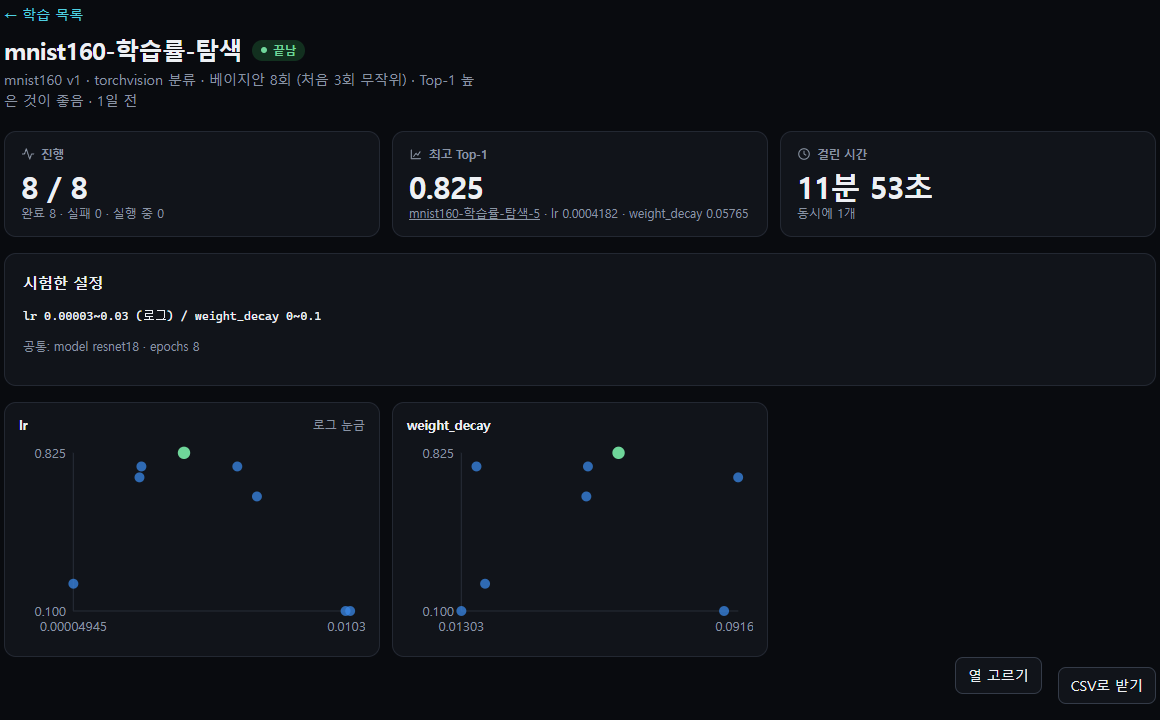 ← 학습 목록
mnist160-학습률-탐색 끝남
mnist160 v1 · torchvision 분류 · 베이지안 8회 (처음 3회 무작위) · Top-1 높
은 것이 좋음 · 1일 전
진행
8 / 8
완료 8 · 실패 0 · 실행 중 0
최고 Top-1
0.825
mnist160-학습률-탐색-5 · lr 0.0004182 · weight_decay 0.05765
걸린 시간
11분 53초
동시에 1개
시험한 설정
lr 0.00003~0.03 (로그) / weight_decay 0~0.1
공통: model resnet18 · epochs 8
lr 로그 눈금
0.825
0.100
0.00004945 0.0103
weight_decay
0.825
0.100
0.01303 0.0916
열 고르기
CSV로 받기